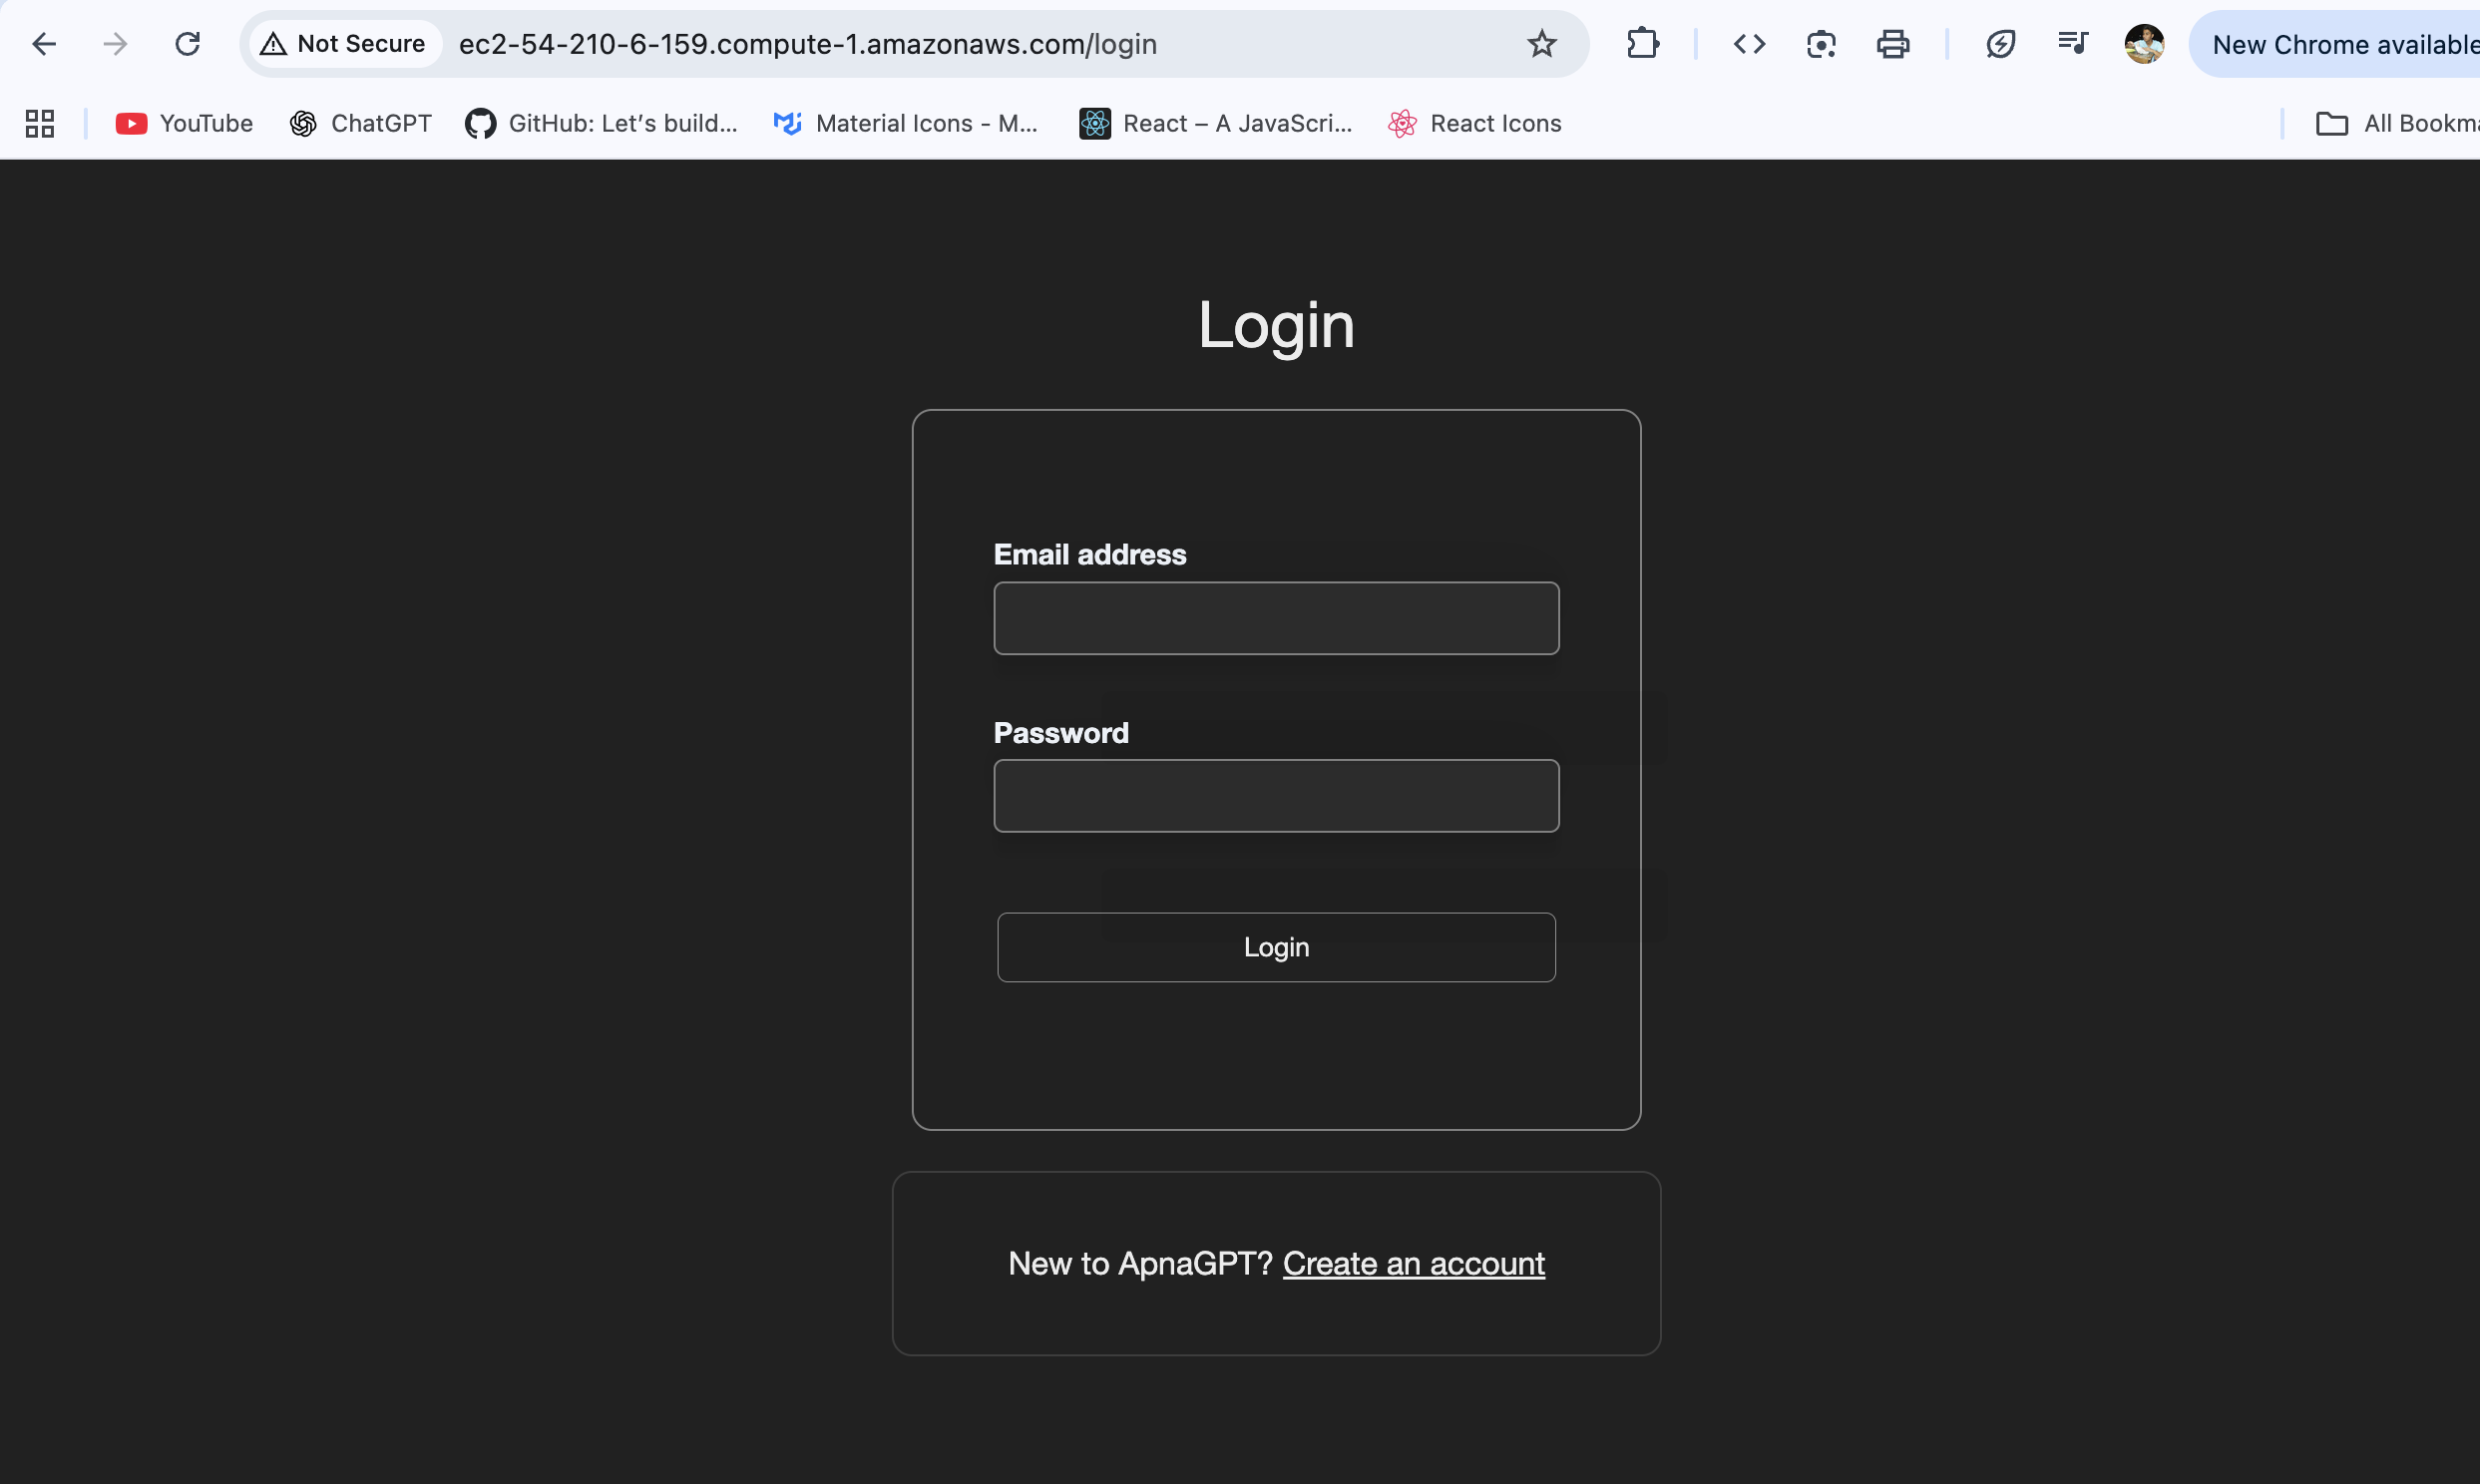 Not Secure ec2-54-210-6-159.compute-1.amazonaws.com/login New Chrome available
YouTube ChatGPT GitHub: Let's build... Material Icons - M... React – A JavaScri... React Icons All Bookma
Login
Email address
Password
Login
New to ApnaGPT? Create an account